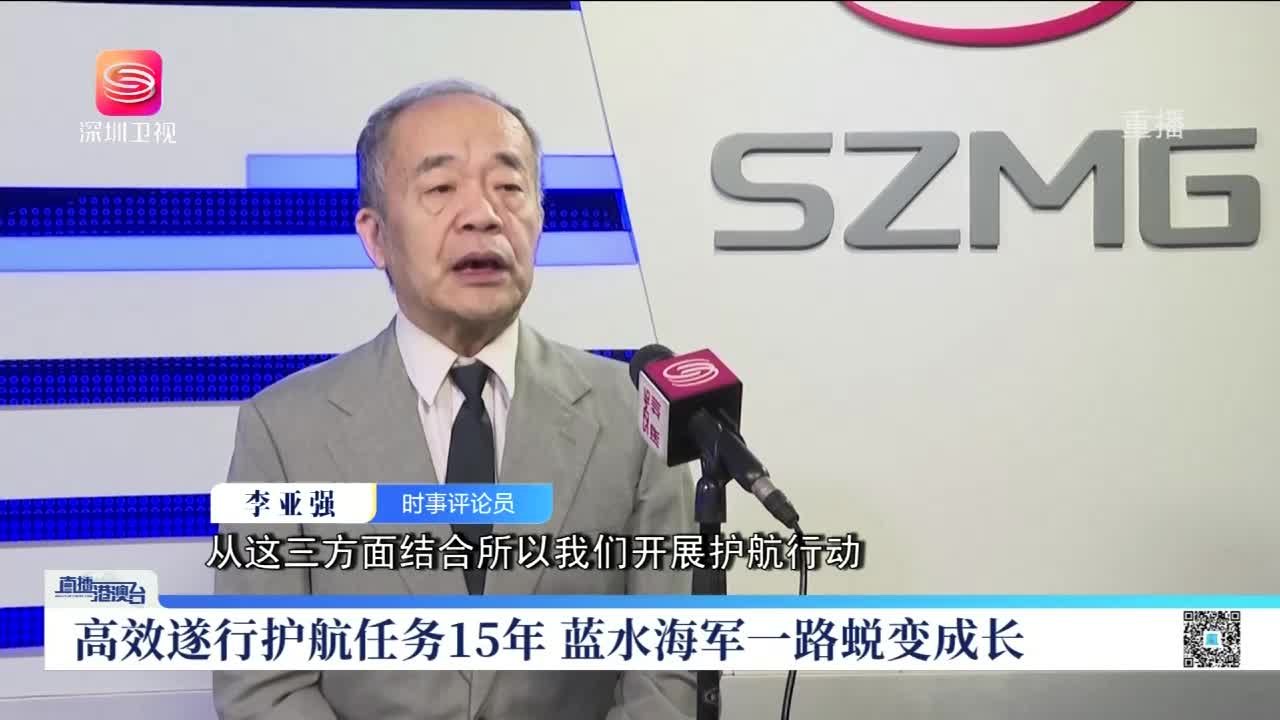 深圳卫视
重播
SZMG
李亚强
时事评论员
从这三方面结合所以我们开展护航行动
直播港澳台
高效遂行护航任务15年 蓝水海军一路蜕变成长